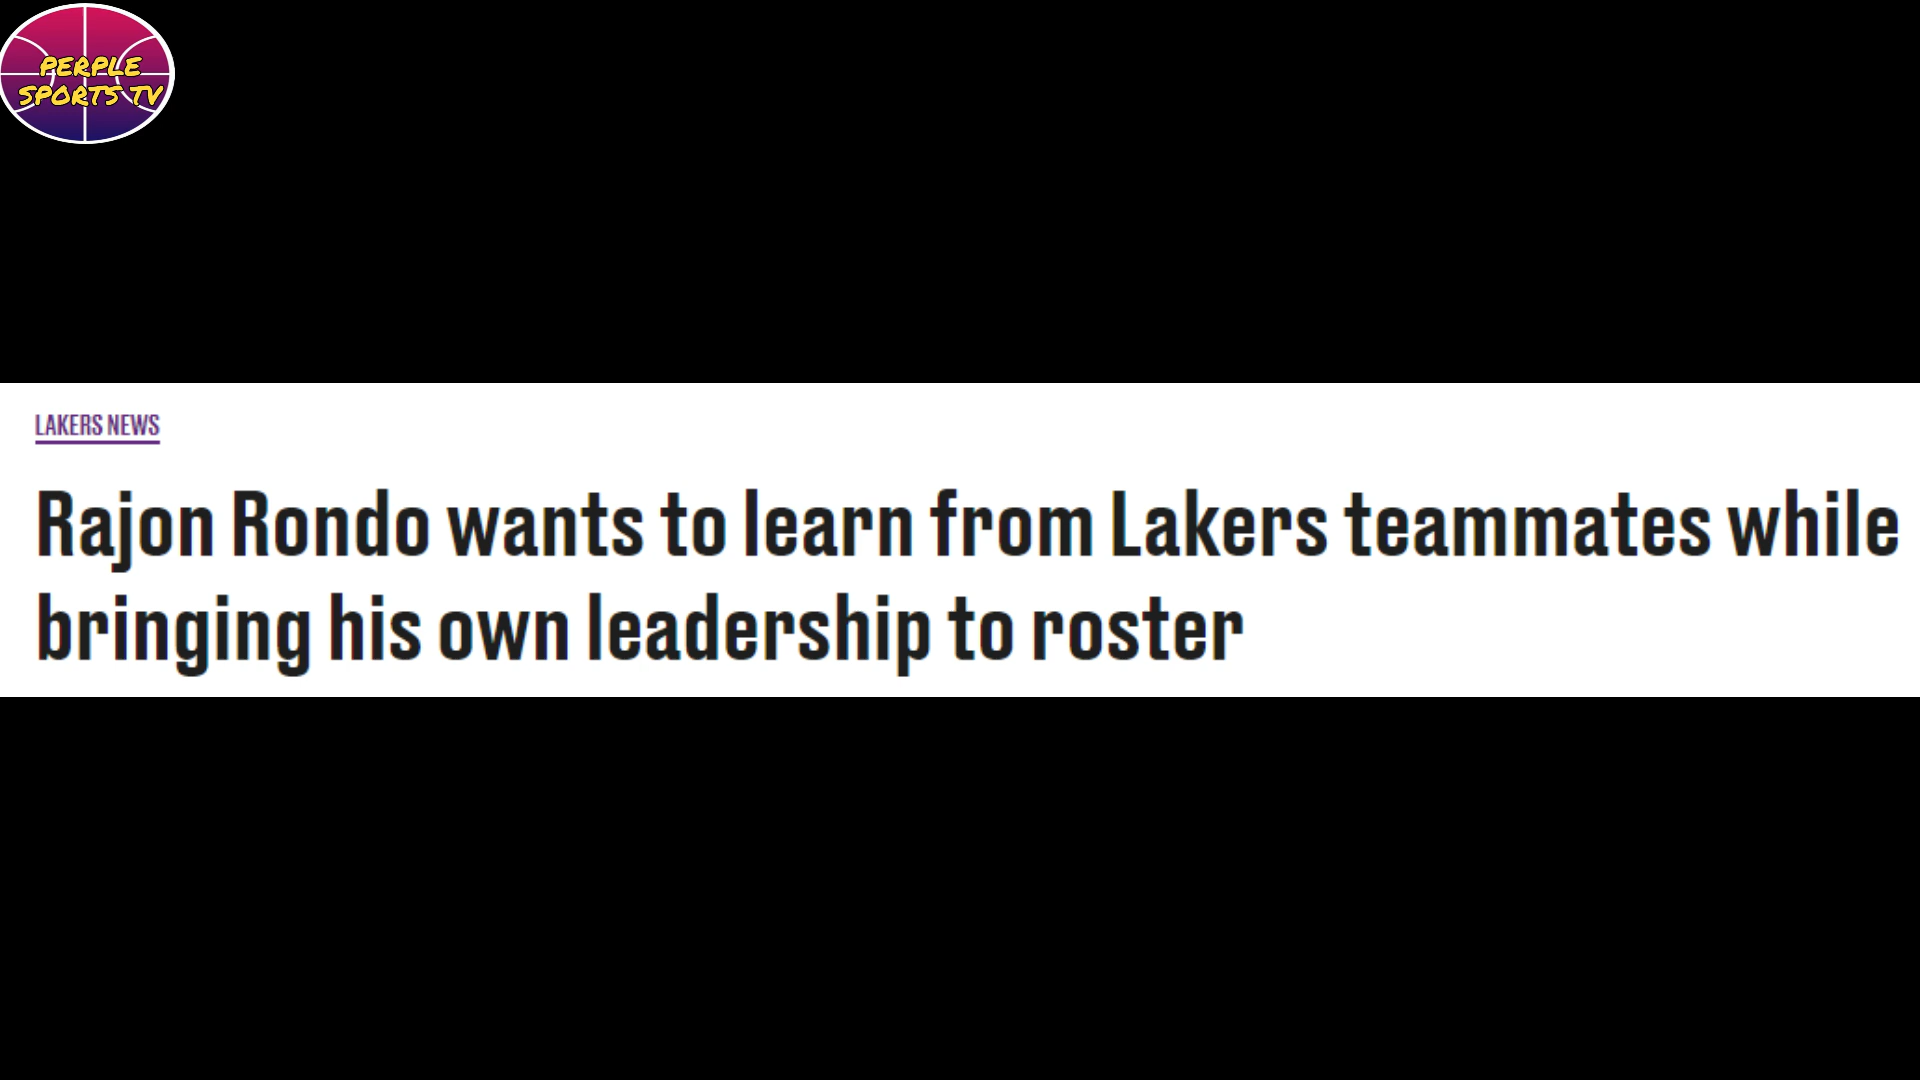 PERPLE
SPORTS TV
LAKERS NEWS
Rajon Rondo wants to learn from Lakers teammates while
bringing his own leadership to roster